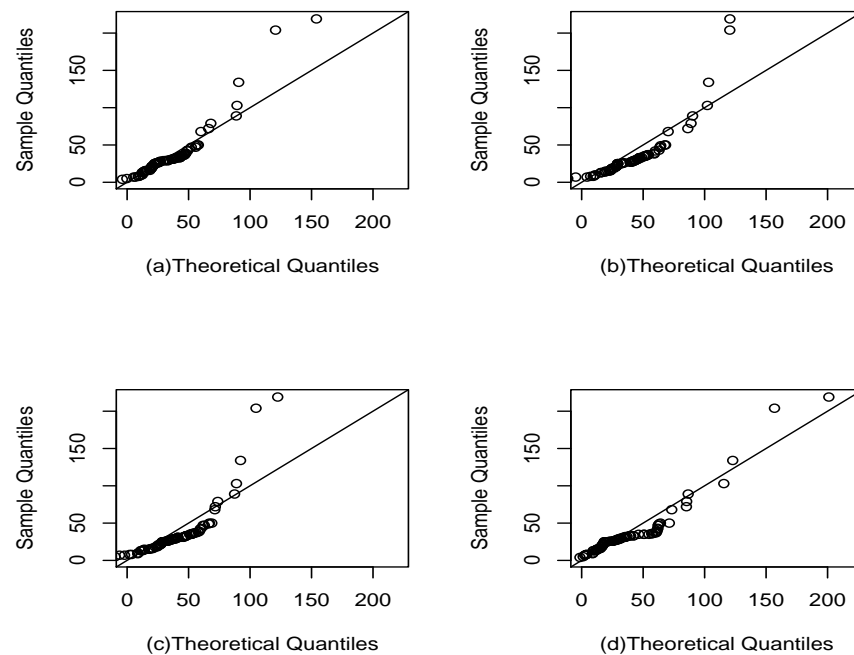 Sample Quantiles
150
50
0
0 50 100 150 200
(a)Theoretical Quantiles
Sample Quantiles
150
50
0
0 50 100 150 200
(b)Theoretical Quantiles
Sample Quantiles
150
50
0
0 50 100 150 200
(c)Theoretical Quantiles
Sample Quantiles
150
50
0
0 50 100 150 200
(d)Theoretical Quantiles